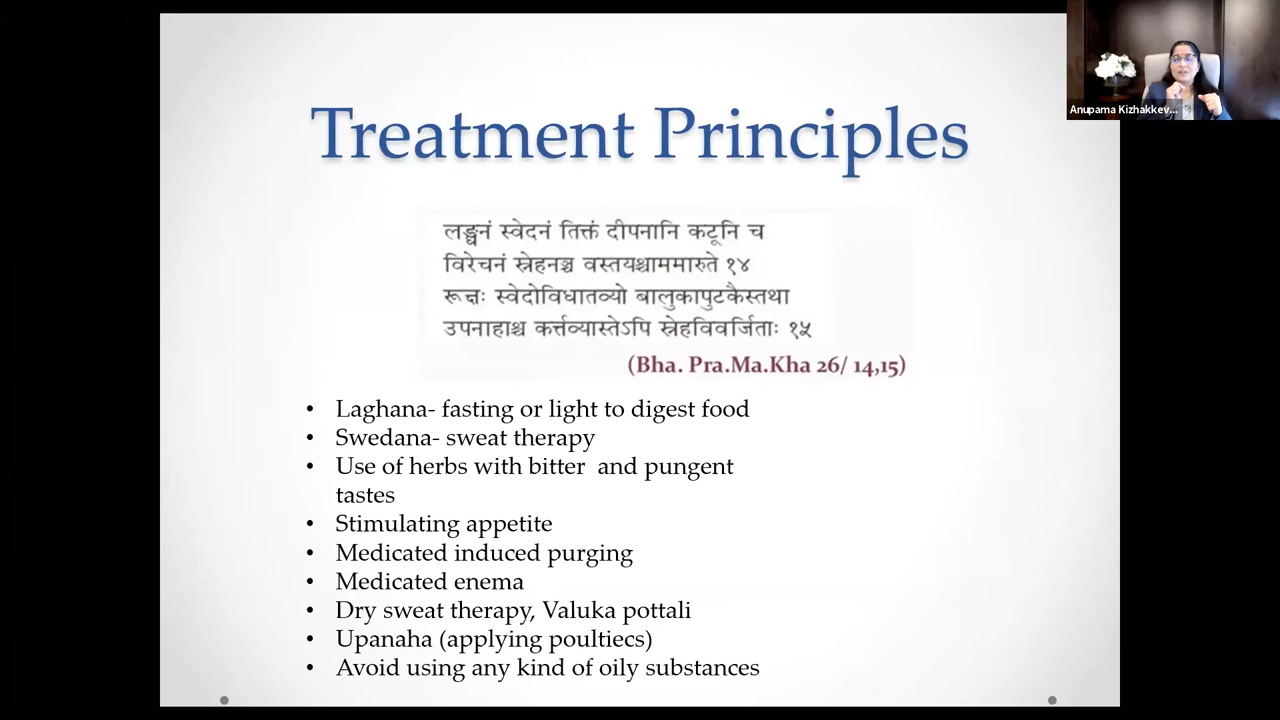 Anupama Kizhakkev...
Treatment Principles
लङ्घनं स्वेदनं तिक्तं दीपनानि कटूनि च
विरेचनं स्नेहनञ्च वस्तयश्चाममारुते १४
रूक्षः स्वेदोविधातव्यो बालुकापुटकैस्तथा
उपनाहाश्च कर्त्तव्यास्तेऽपि स्नेहविवर्जिताः १५
(Bha. Pra.Ma.Kha 26/ 14,15)
• Laghana- fasting or light to digest food
• Swedana- sweat therapy
• Use of herbs with bitter and pungent
tastes
• Stimulating appetite
• Medicated induced purging
• Medicated enema
• Dry sweat therapy, Valuka pottali
• Upanaha (applying poultiecs)
• Avoid using any kind of oily substances